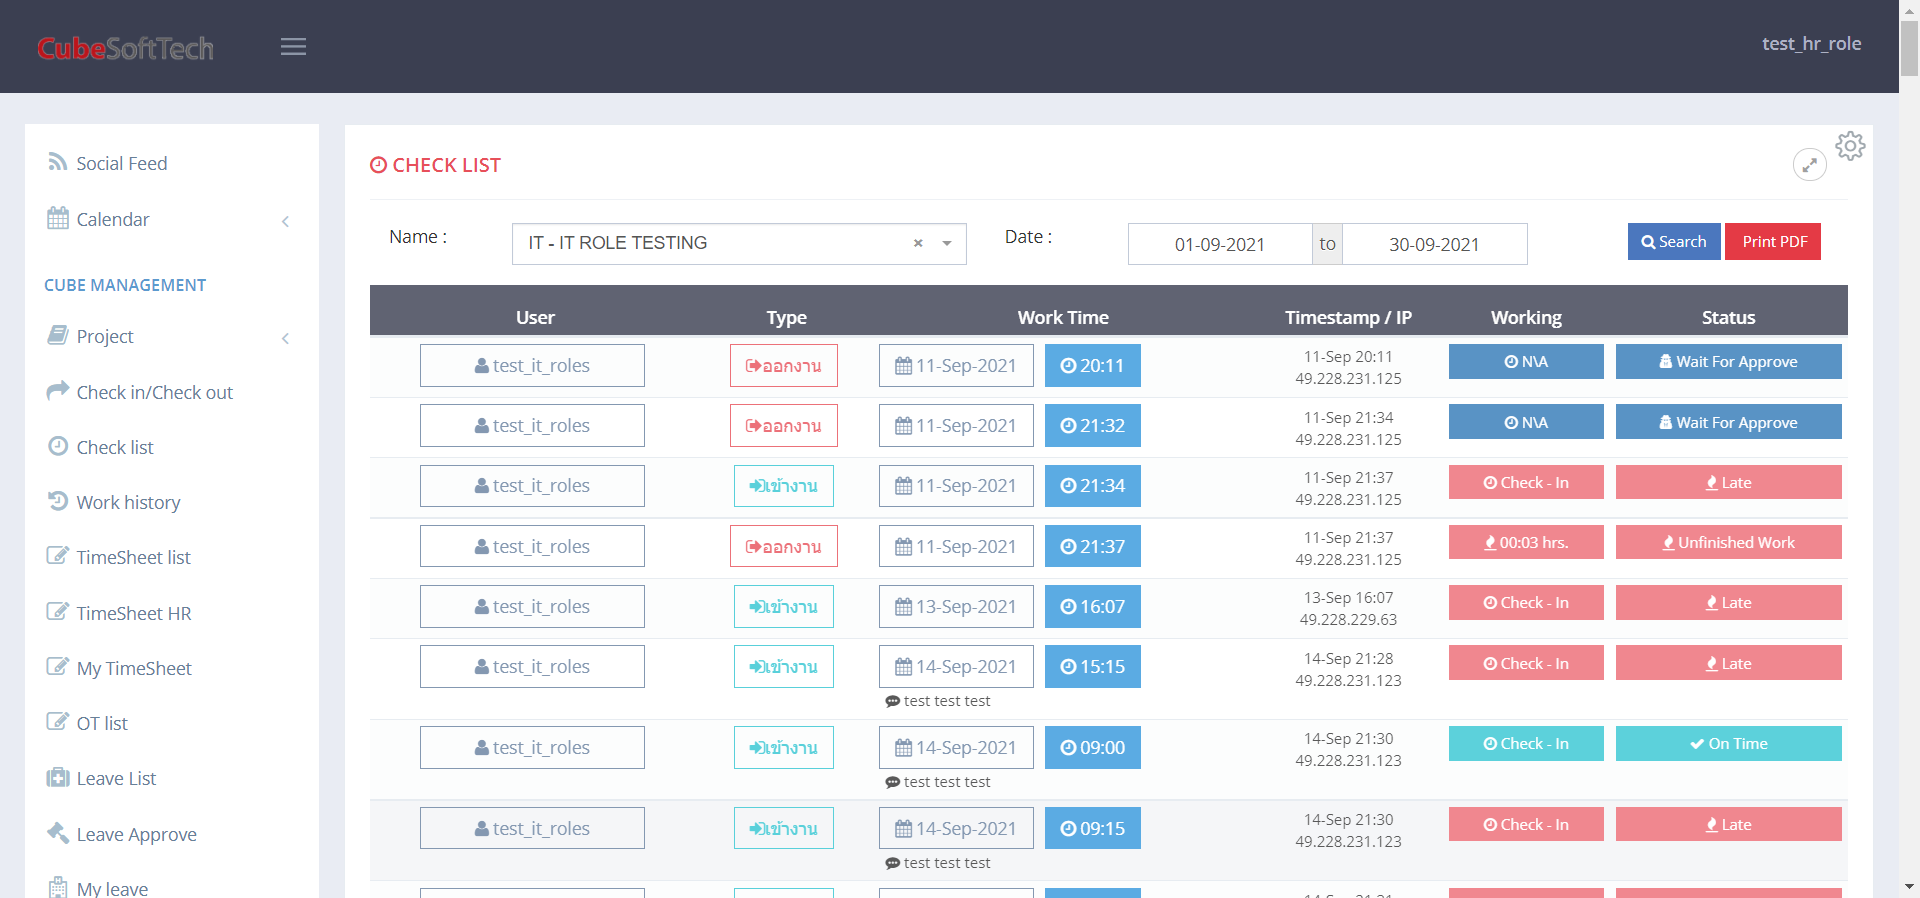 CubeSoftTech
test_hr_role
Social Feed
Calendar
CUBE MANAGEMENT
Project
Check in/Check out
Check list
Work history
TimeSheet list
TimeSheet HR
My TimeSheet
OT list
Leave List
Leave Approve
My leave
CHECK LIST
Name : IT - IT ROLE TESTING × Date : 01-09-2021 to 30-09-2021 Search Print PDF
User Type Work Time Timestamp / IP Working Status
test_it_roles ออกงาน 11-Sep-2021 20:11 11-Sep 20:11 N\A Wait For Approve
49.228.231.125
test_it_roles ออกงาน 11-Sep-2021 21:32 11-Sep 21:34 N\A Wait For Approve
49.228.231.125
test_it_roles เข้างาน 11-Sep-2021 21:34 11-Sep 21:37 Check - In Late
49.228.231.125
test_it_roles ออกงาน 11-Sep-2021 21:37 11-Sep 21:37 00:03 hrs. Unfinished Work
49.228.231.125
test_it_roles เข้างาน 13-Sep-2021 16:07 13-Sep 16:07 Check - In Late
49.228.229.63
test_it_roles เข้างาน 14-Sep-2021 15:15 14-Sep 21:28 Check - In Late
49.228.231.123
test test test
test_it_roles เข้างาน 14-Sep-2021 09:00 14-Sep 21:30 Check - In On Time
49.228.231.123
test test test
test_it_roles เข้างาน 14-Sep-2021 09:15 14-Sep 21:30 Check - In Late
49.228.231.123
test test test